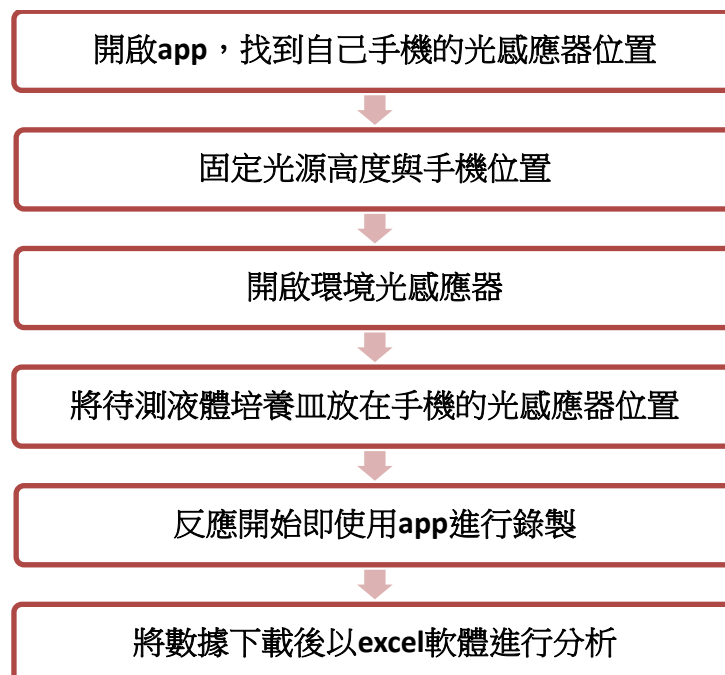 開啟app，找到自己手機的光感應器位置
固定光源高度與手機位置
開啟環境光感應器
將待測液體培養皿放在手機的光感應器位置
反應開始即使用app進行錄製
將數據下載後以excel軟體進行分析